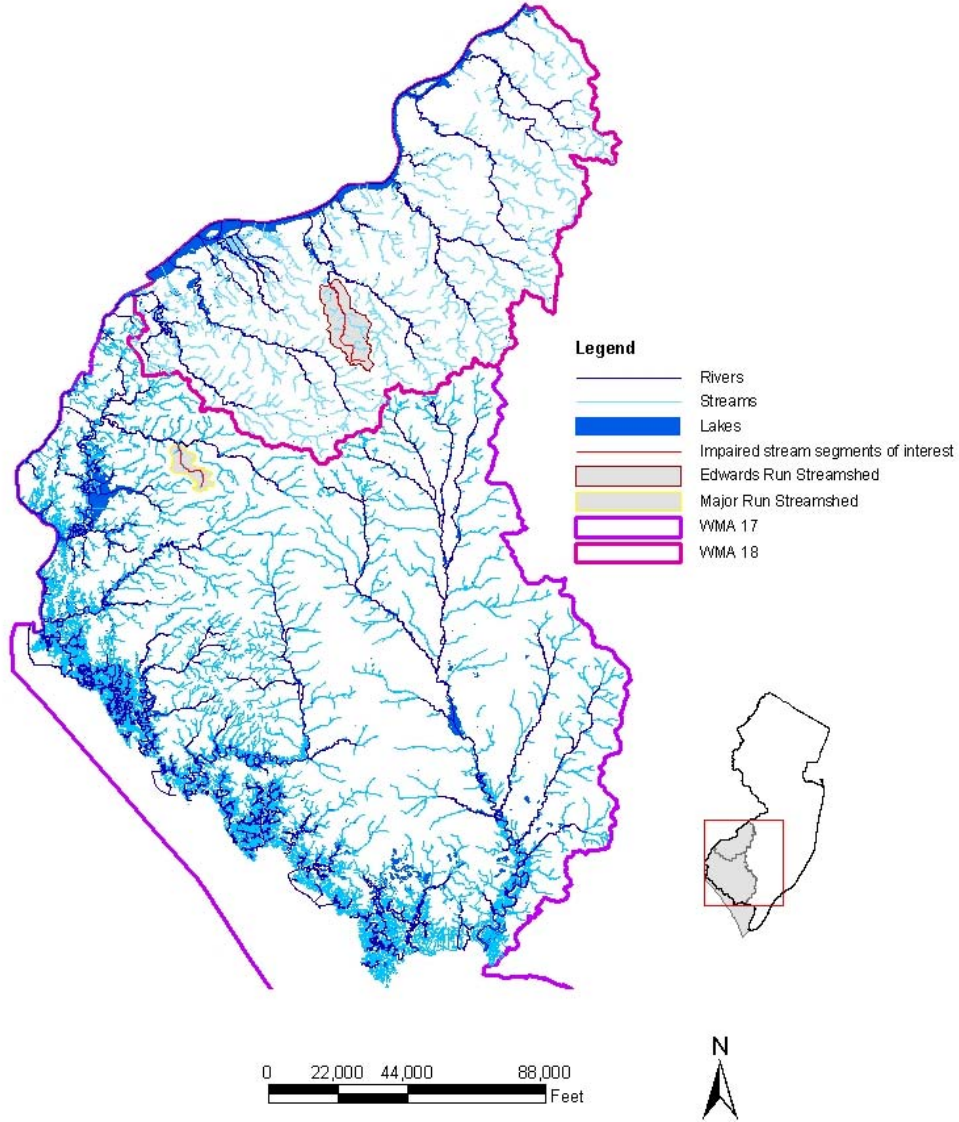 Legend
Rivers
Streams
Lakes
Impaired stream segments of interest
Edwards Run Streamshed
Major Run Streamshed
WMA 17
WMA 18
N
0 22,000 44,000 88,000
Feet